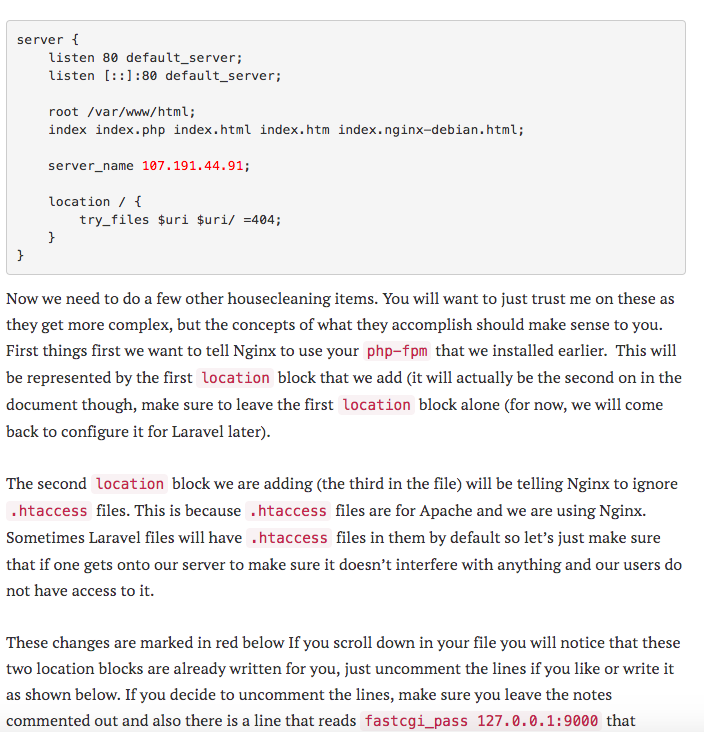 server {
listen 80 default_server;
listen [::]:80 default_server;
root /var/www/html;
index index.php index.html index.htm index.nginx-debian.html;
server_name 107.191.44.91;
location / {
try_files $uri $uri/ =404;
}
}
Now we need to do a few other housecleaning items. You will want to just trust me on these as
they get more complex, but the concepts of what they accomplish should make sense to you.
First things first we want to tell Nginx to use your php-fpm that we installed earlier. This will
be represented by the first location block that we add (it will actually be the second on in the
document though, make sure to leave the first location block alone (for now, we will come
back to configure it for Laravel later).
The second location block we are adding (the third in the file) will be telling Nginx to ignore
.htaccess files. This is because .htaccess files are for Apache and we are using Nginx.
Sometimes Laravel files will have .htaccess files in them by default so let’s just make sure
that if one gets onto our server to make sure it doesn’t interfere with anything and our users do
not have access to it.
These changes are marked in red below If you scroll down in your file you will notice that these
two location blocks are already written for you, just uncomment the lines if you like or write it
as shown below. If you decide to uncomment the lines, make sure you leave the notes
commented out and also there is a line that reads fastcgi_pass 127.0.0.1:9000 that